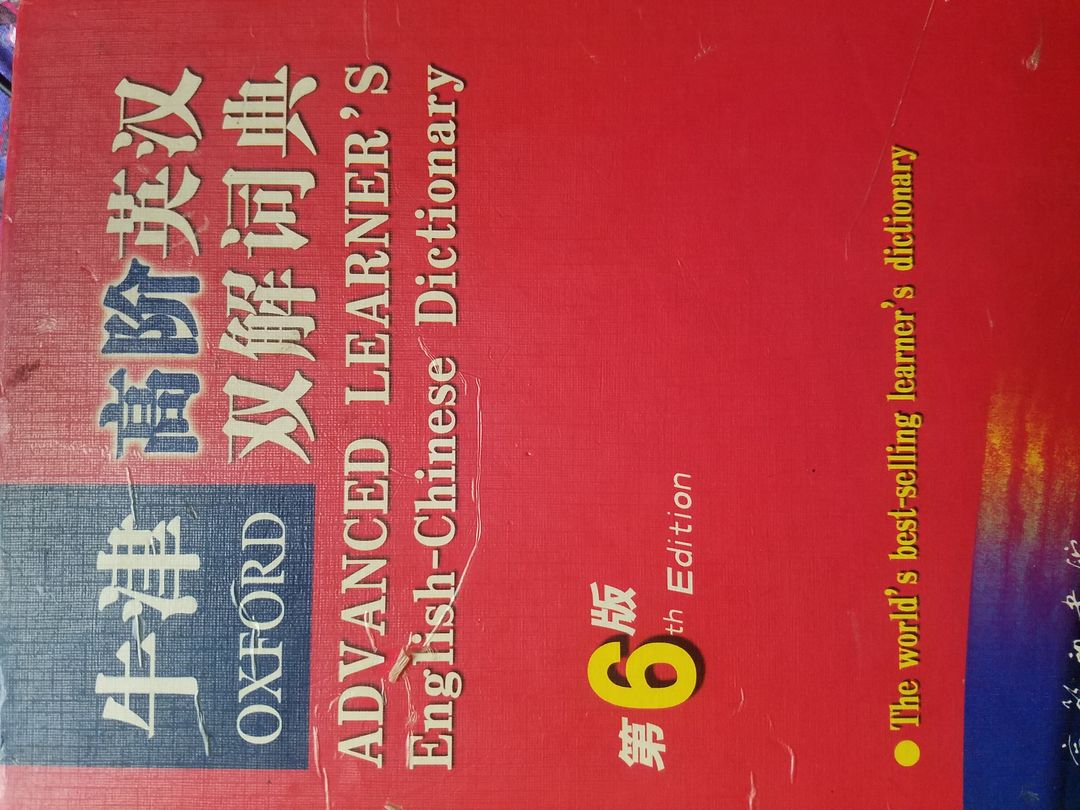 牛津
OXFORD
高阶英汉
双解词典
ADVANCED LEARNER'S
English-Chinese Dictionary
第6版
6th Edition
● The world's best-selling learner's dictionary